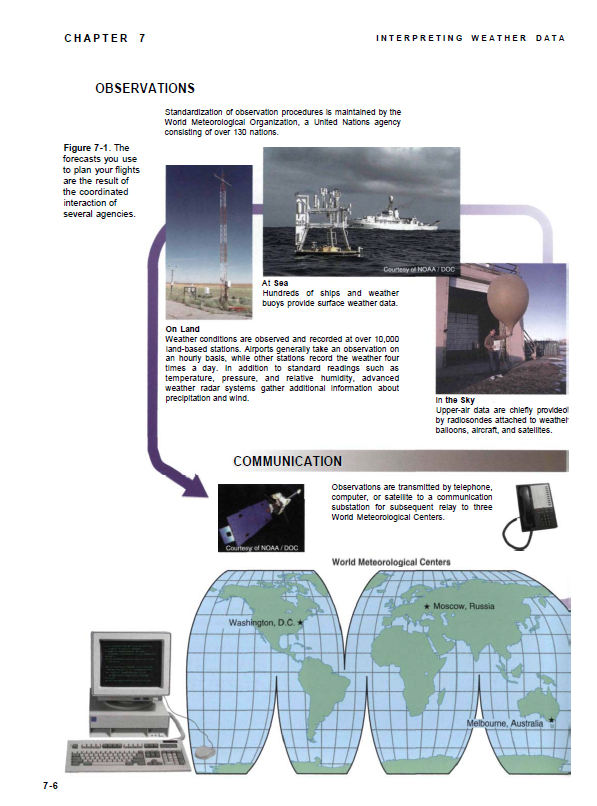 CHAPTER 7
INTERPRETING WEATHER DATA
OBSERVATIONS
Standardization of observation procedures is maintained by the
World Meteorological Organization, a United Nations agency
consisting of over 130 nations.
Figure 7-1. The
forecasts you use
to plan your flights
are the result of
the coordinated
interaction of
several agencies.
Courtesy of NOAA / DOC
At Sea
Hundreds of ships and weather
buoys provide surface weather data.
On Land
Weather conditions are observed and recorded at over 10,000
land-based stations. Airports generally take an observation on
an hourly basis, while other stations record the weather four
times a day. In addition to standard readings such as
temperature, pressure, and relative humidity, advanced
weather radar systems gather additional information about
precipitation and wind.
In the Sky
Upper-air data are chiefly provided
by radiosondes attached to weather
balloons, aircraft, and satellites.
COMMUNICATION
Observations are transmitted by telephone,
computer, or satellite to a communication
substation for subsequent relay to three
World Meteorological Centers.
Courtesy of NOAA / DOC
World Meteorological Centers
Moscow, Russia
Washington, D.C.
Melbourne, Australia
7-6